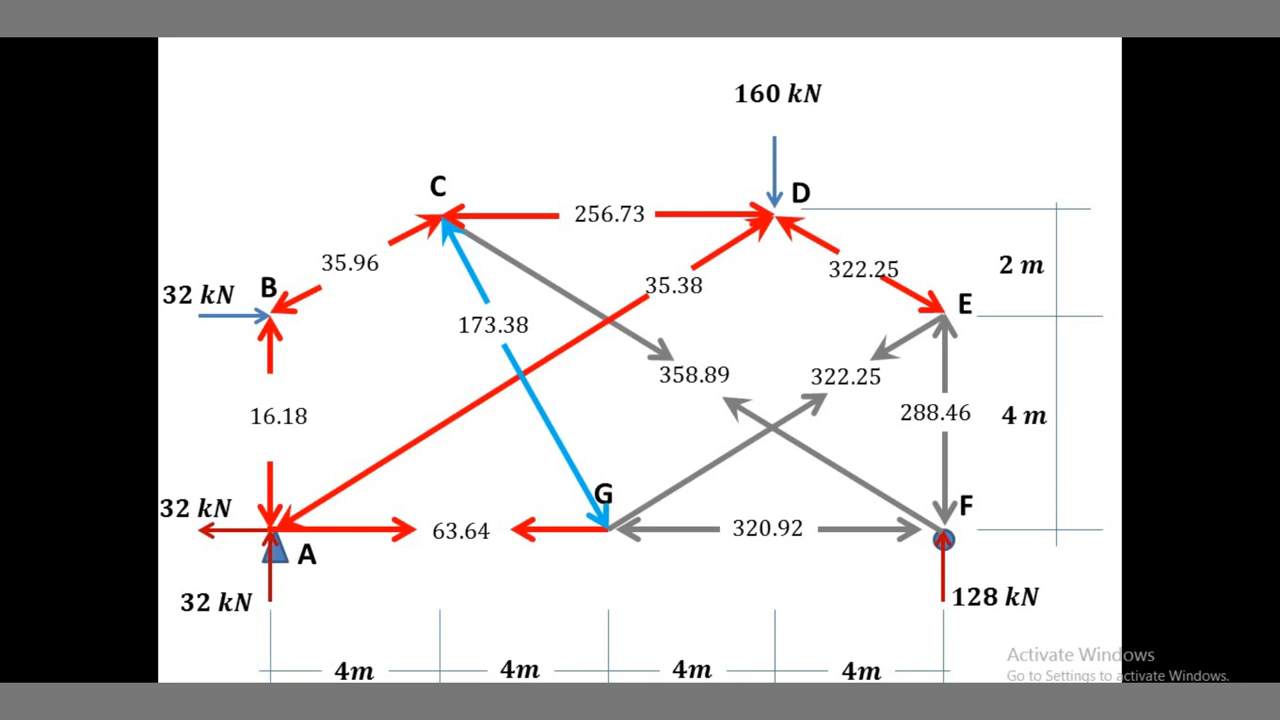 160 kN
C
D
256.73
35.96
322.25
2 m
35.38
B
32 kN
E
173.38
358.89
322.25
16.18
288.46
4 m
32 kN
G
F
63.64
320.92
A
32 kN
128 kN
4m
4m
4m
4m
Activate Windows
Go to Settings to activate Windows.